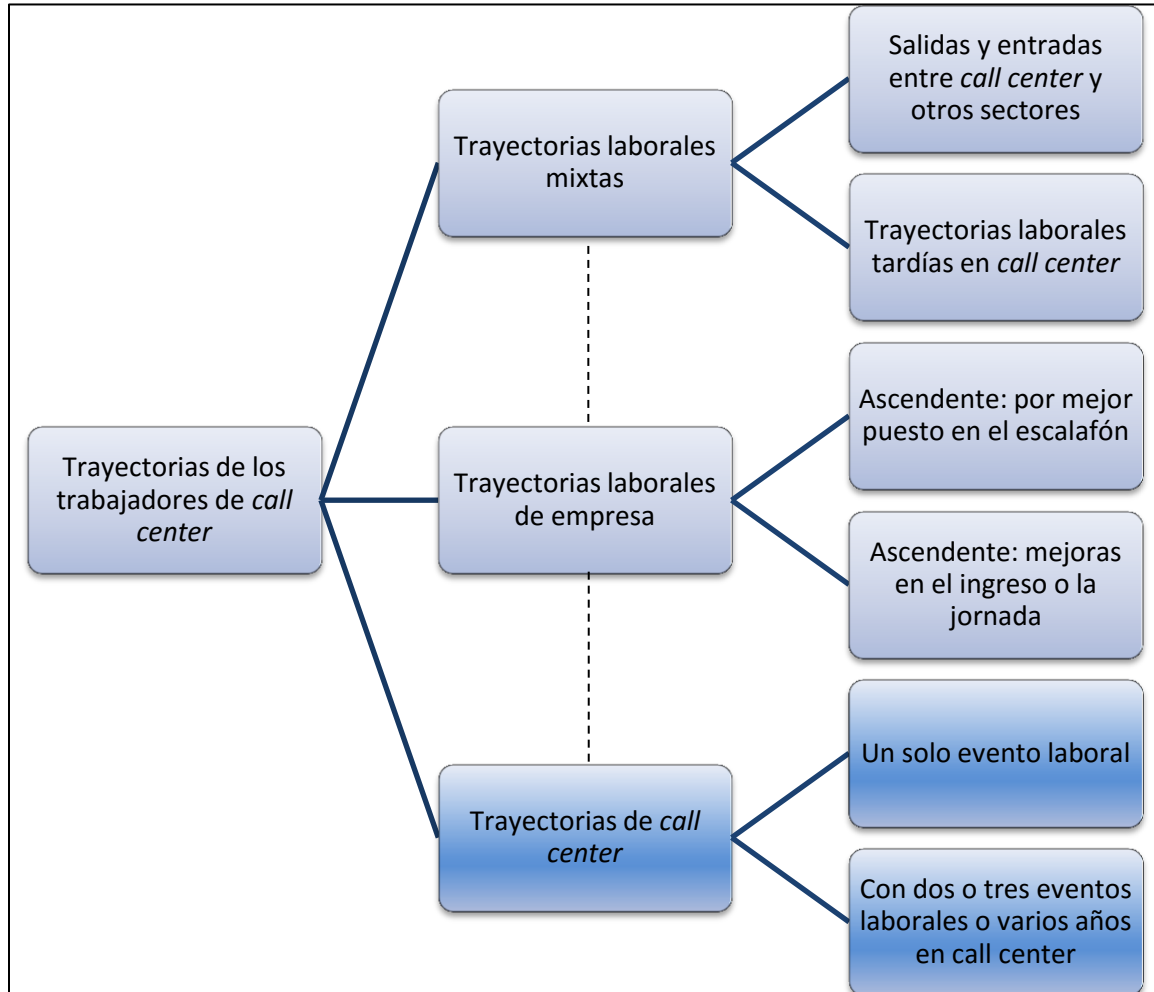 Salidas y entradas
entre call center y
otros sectores
Trayectorias laborales
mixtas
Trayectorias laborales
tardías en call center
Ascendente: por mejor
puesto en el escalafón
Trayectorias de los
trabajadores de call
center
Trayectorias laborales
de empresa
Ascendente: mejoras
en el ingreso o la
jornada
Un solo evento laboral
Trayectorias de call
center
Con dos o tres eventos
laborales o varios años
en call center